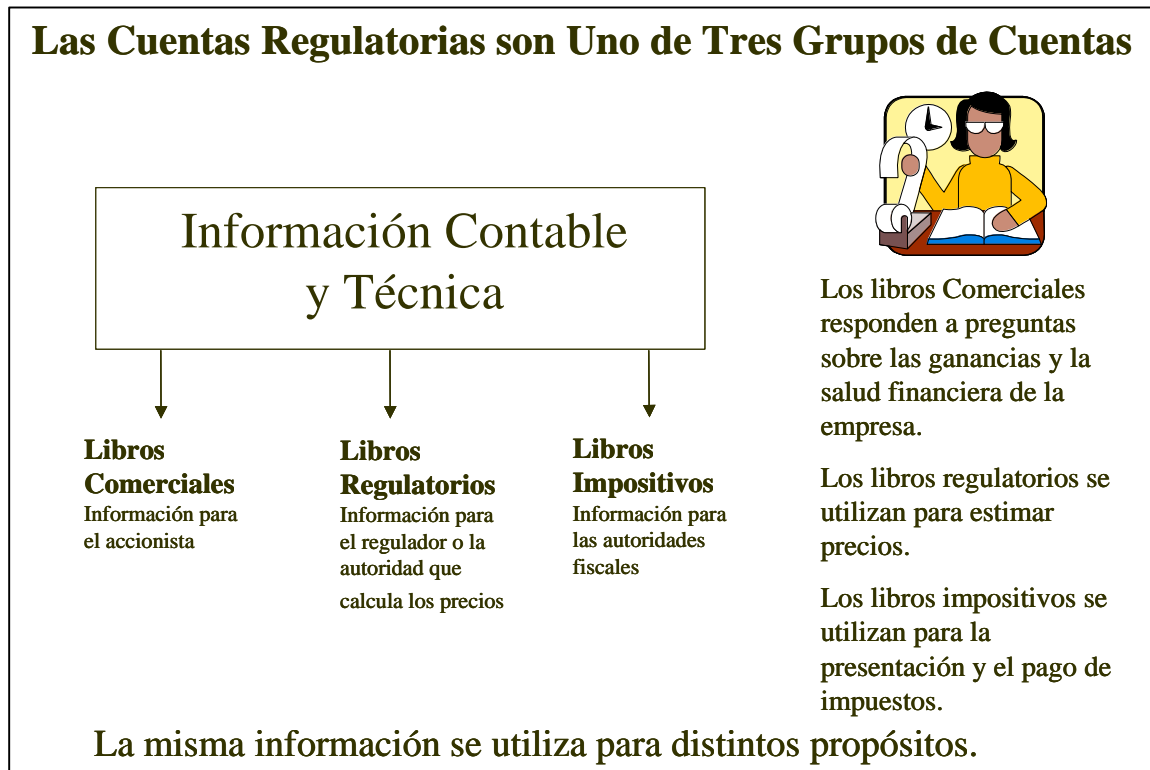 Las Cuentas Regulatorias son Uno de Tres Grupos de Cuentas
Información Contable
y Técnica
Libros
Comerciales
Información para
el accionista
Libros
Regulatorios
Información para
el regulador o la
autoridad que
calcula los precios
Libros
Impositivos
Información para
las autoridades
fiscales
Los libros Comerciales
responden a preguntas
sobre las ganancias y la
salud financiera de la
empresa.
Los libros regulatorios se
utilizan para estimar
precios.
Los libros impositivos se
utilizan para la
presentación y el pago de
impuestos.
La misma información se utiliza para distintos propósitos.